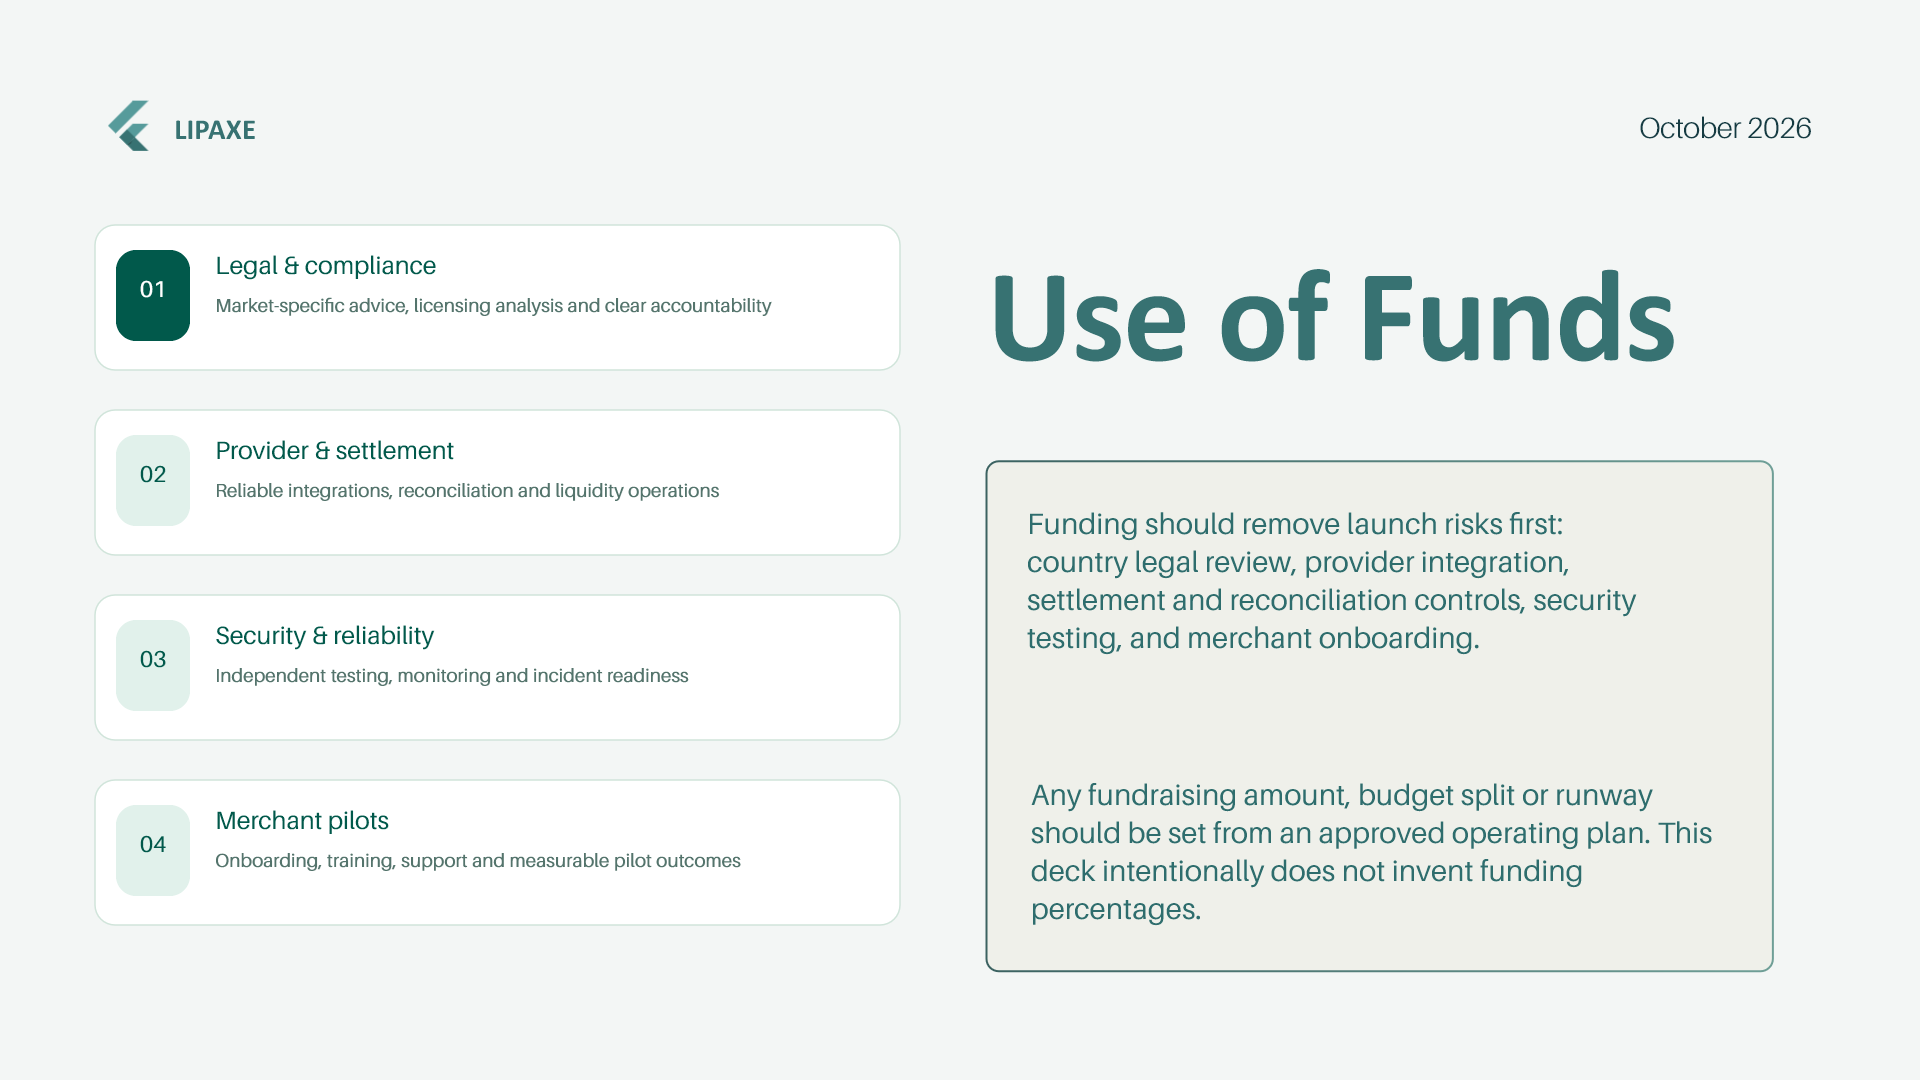 LIPAXE
October 2026
01
Legal & compliance
Market-specific advice, licensing analysis and clear accountability
02
Provider & settlement
Reliable integrations, reconciliation and liquidity operations
03
Security & reliability
Independent testing, monitoring and incident readiness
04
Merchant pilots
Onboarding, training, support and measurable pilot outcomes
Use of Funds
Funding should remove launch risks first:
country legal review, provider integration,
settlement and reconciliation controls, security
testing, and merchant onboarding.
Any fundraising amount, budget split or runway
should be set from an approved operating plan. This
deck intentionally does not invent funding
percentages.